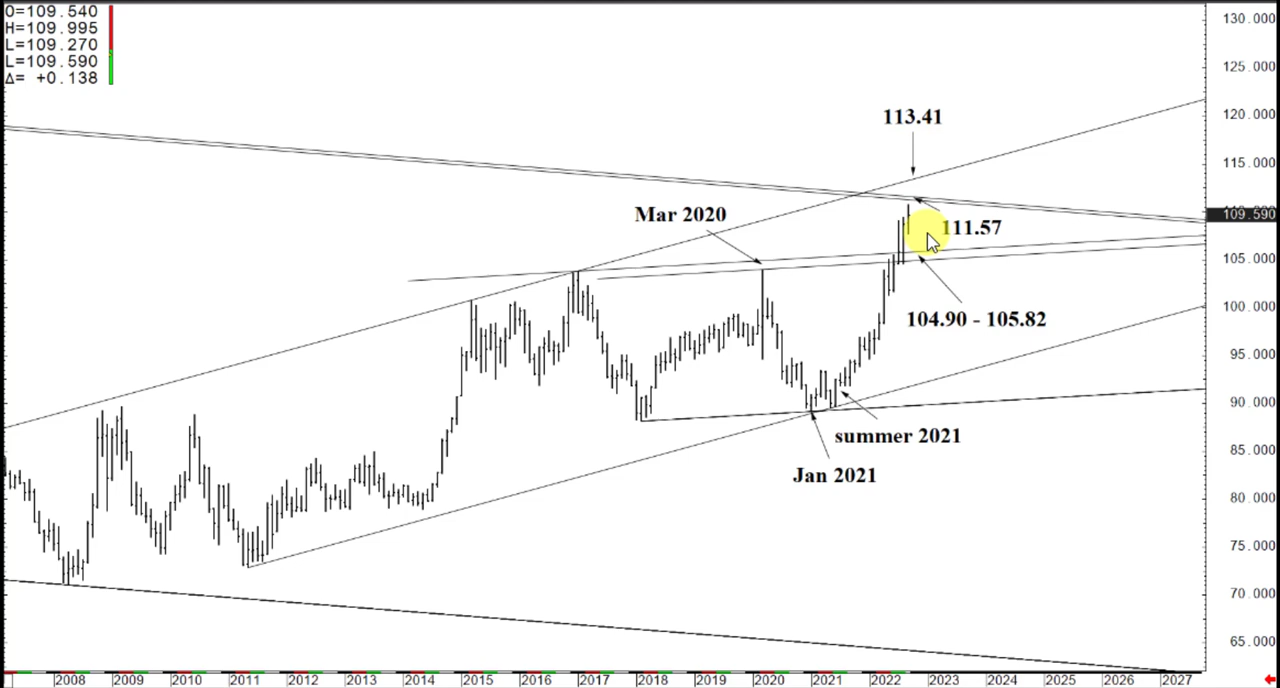 O=109.540
H=109.995
L=109.270
L=109.590
Δ= +0.138
130.000
125.000
120.000
115.000
109.590
105.000
100.000
95.000
90.000
85.000
80.000
75.000
70.000
65.000
113.41
Mar 2020
111.57
104.90 - 105.82
summer 2021
Jan 2021
2008 2009 2010 2011 2012 2013 2014 2015 2016 2017 2018 2019 2020 2021 2022 2023 2024 2025 2026 2027